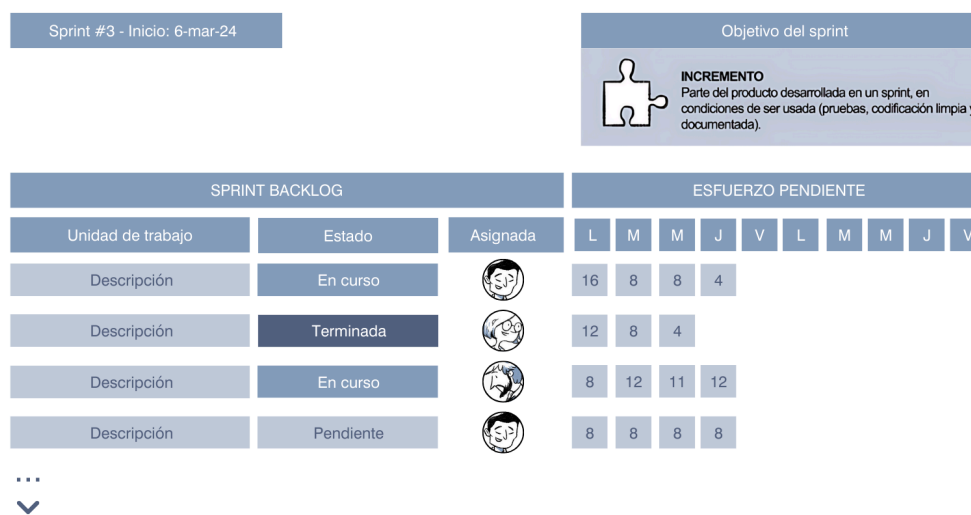 Sprint #3 - Inicio: 6-mar-24
Objetivo del sprint
INCREMENTO
Parte del producto desarrollada en un sprint, en
condiciones de ser usada (pruebas, codificación limpia y
documentada).
SPRINT BACKLOG
ESFUERZO PENDIENTE
Unidad de trabajo Estado Asignada L M M J V L M M J V
Descripción En curso 16 8 8 4
Descripción Terminada 12 8 4
Descripción En curso 8 12 11 12
Descripción Pendiente 8 8 8 8
...